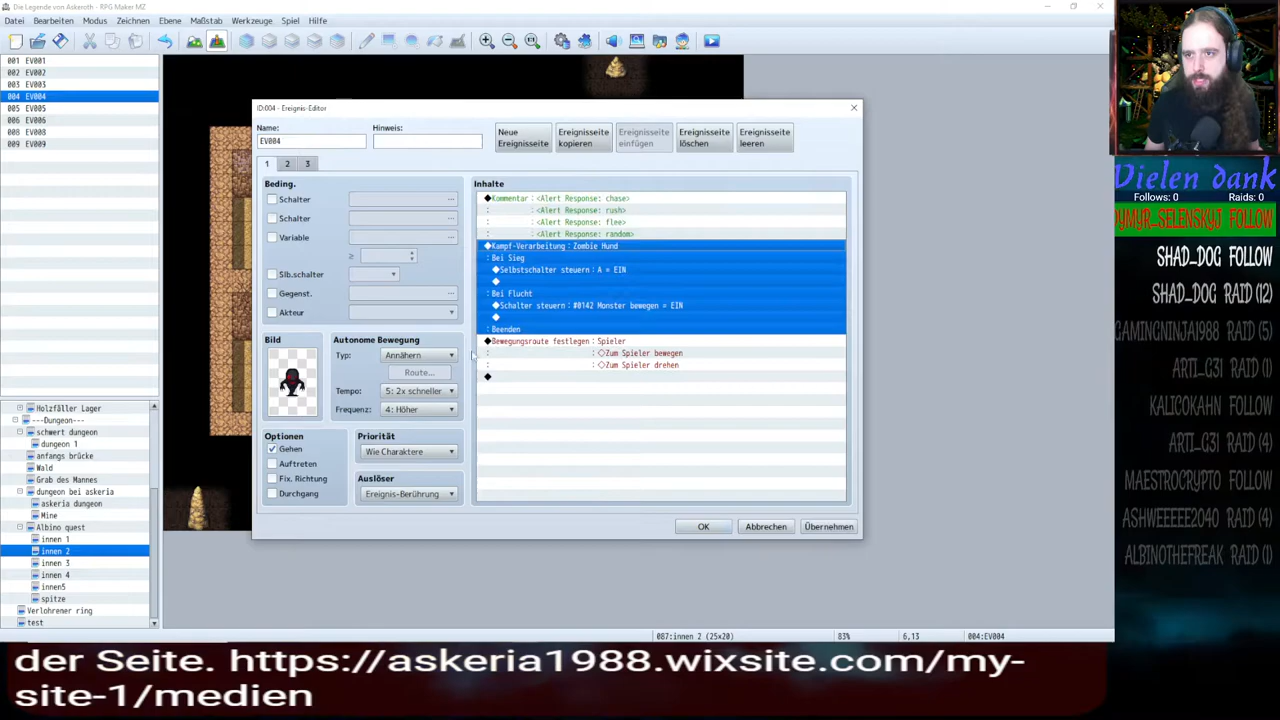 Die Legende von Askeroth - RPG Maker MZ
Datei Bearbeiten Modus Zeichnen Ebene Maßstab Werkzeuge Spiel Hilfe
001 EV001
002 EV002
003 EV003
004 EV004
005 EV005
006 EV006
008 EV008
009 EV009
ID:004 - Ereignis-Editor
Name:
Hinweis:
EV004
Neue Ereignisseite
Ereignisseite kopieren
Ereignisseite einfügen
Ereignisseite löschen
Ereignisseite leeren
1 2 3
Beding.
Schalter
Schalter
Variable
≥
Slb.schalter
Gegenst.
Akteur
Bild
Autonome Bewegung
Typ: Annähern
Route...
Tempo: 5: 2x schneller
Frequenz: 4: Höher
Optionen
Gehen
Auftreten
Fix. Richtung
Durchgang
Priorität
Wie Charaktere
Auslöser
Ereignis-Berührung
Inhalte
◆Kommentar：<Alert Response: chase>
：<Alert Response: rush>
：<Alert Response: flee>
：<Alert Response: random>
◆Kampf-Verarbeitung：Zombie Hund
：Bei Sieg
◆Selbstschalter steuern：A = EIN
◆
：Bei Flucht
◆Schalter steuern：#0142 Monster bewegen = EIN
◆
：Beenden
◆Bewegungsroute festlegen：Spieler
：：◇Zum Spieler bewegen
：：◇Zum Spieler drehen
◆
OK Abbrechen Übernehmen
Holzfäller Lager
---Dungeon---
schwert dungeon
dungeon 1
anfangs brücke
Wald
Grab des Mannes
dungeon bei askeria
askeria dungeon
Mine
Albino quest
innen 1
innen 2
innen 3
innen 4
innen5
spitze
Verlohrener ring
test
087:innen 2 (25x20) 83% 6,13 004:EV004
Vielen dank
Follows: 0 Raids: 0
SELENSKYJ FOLLOW
SHAD_DOG FOLLOW
SHAD_DOG RAID (12)
GAMINGNINJA1988 RAID (5)
ARTI_G31 RAID (4)
KALICOKAHN FOLLOW
ARTI_G31 FOLLOW
MAESTROCRYPTO FOLLOW
ASHWEEEEE2040 RAID (4)
ALBINOTHEFREAK RAID (4)
der Seite. https://askeria1988.wixsite.com/my-
site-1/medien